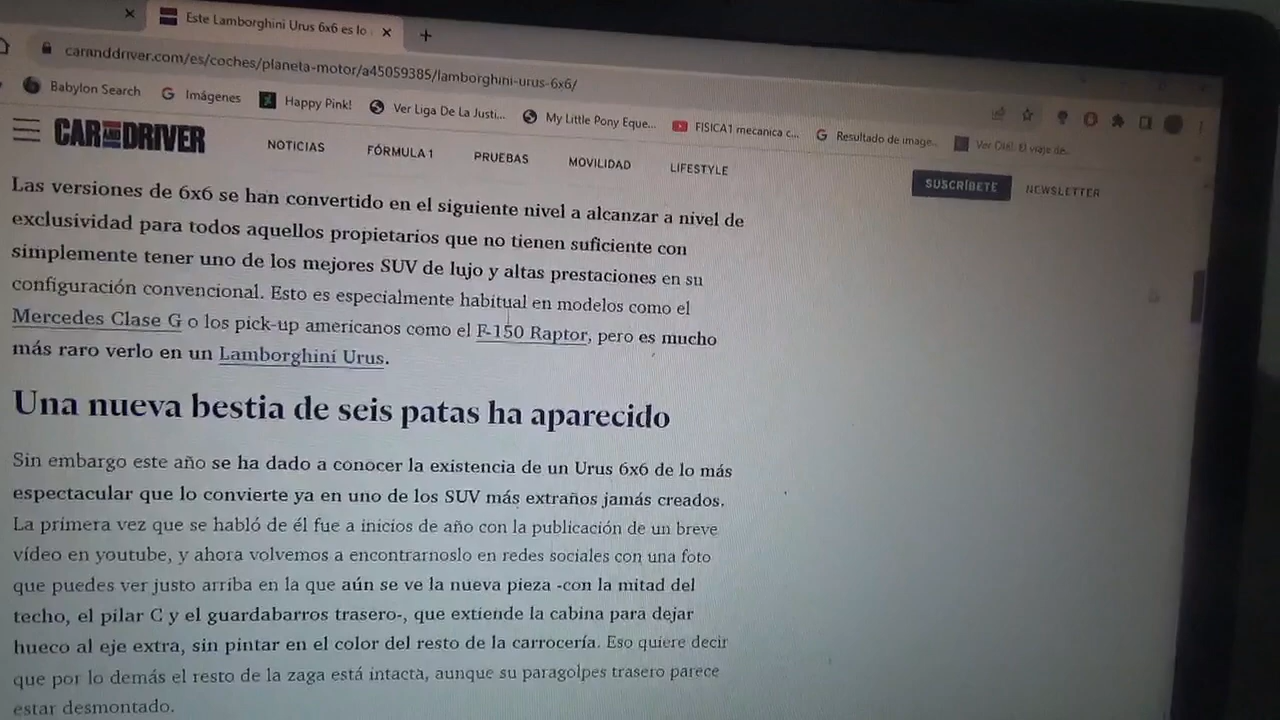 Este Lamborghini Urus 6x6 es lo
caranddriver.com/es/coches/planeta-motor/a45059385/lamborghini-urus-6x6/
Babylon Search
Imágenes
Happy Pink!
Ver Liga De La Justi...
My Little Pony Eque...
FISICA1 mecanica c...
Resultado de image...
CAR AND DRIVER
NOTICIAS
FÓRMULA 1
PRUEBAS
MOVILIDAD
LIFESTYLE
SUSCRÍBETE
NEWSLETTER
Las versiones de 6x6 se han convertido en el siguiente nivel a alcanzar a nivel de
exclusividad para todos aquellos propietarios que no tienen suficiente con
simplemente tener uno de los mejores SUV de lujo y altas prestaciones en su
configuración convencional. Esto es especialmente habitual en modelos como el
Mercedes Clase G o los pick-up americanos como el F-150 Raptor, pero es mucho
más raro verlo en un Lamborghini Urus.
Una nueva bestia de seis patas ha aparecido
Sin embargo este año se ha dado a conocer la existencia de un Urus 6x6 de lo más
espectacular que lo convierte ya en uno de los SUV más extraños jamás creados.
La primera vez que se habló de él fue a inicios de año con la publicación de un breve
vídeo en youtube, y ahora volvemos a encontrarnoslo en redes sociales con una foto
que puedes ver justo arriba en la que aún se ve la nueva pieza -con la mitad del
techo, el pilar C y el guardabarros trasero-, que extiende la cabina para dejar
hueco al eje extra, sin pintar en el color del resto de la carrocería. Eso quiere decir
que por lo demás el resto de la zaga está intacta, aunque su paragolpes trasero parece
estar desmontado.